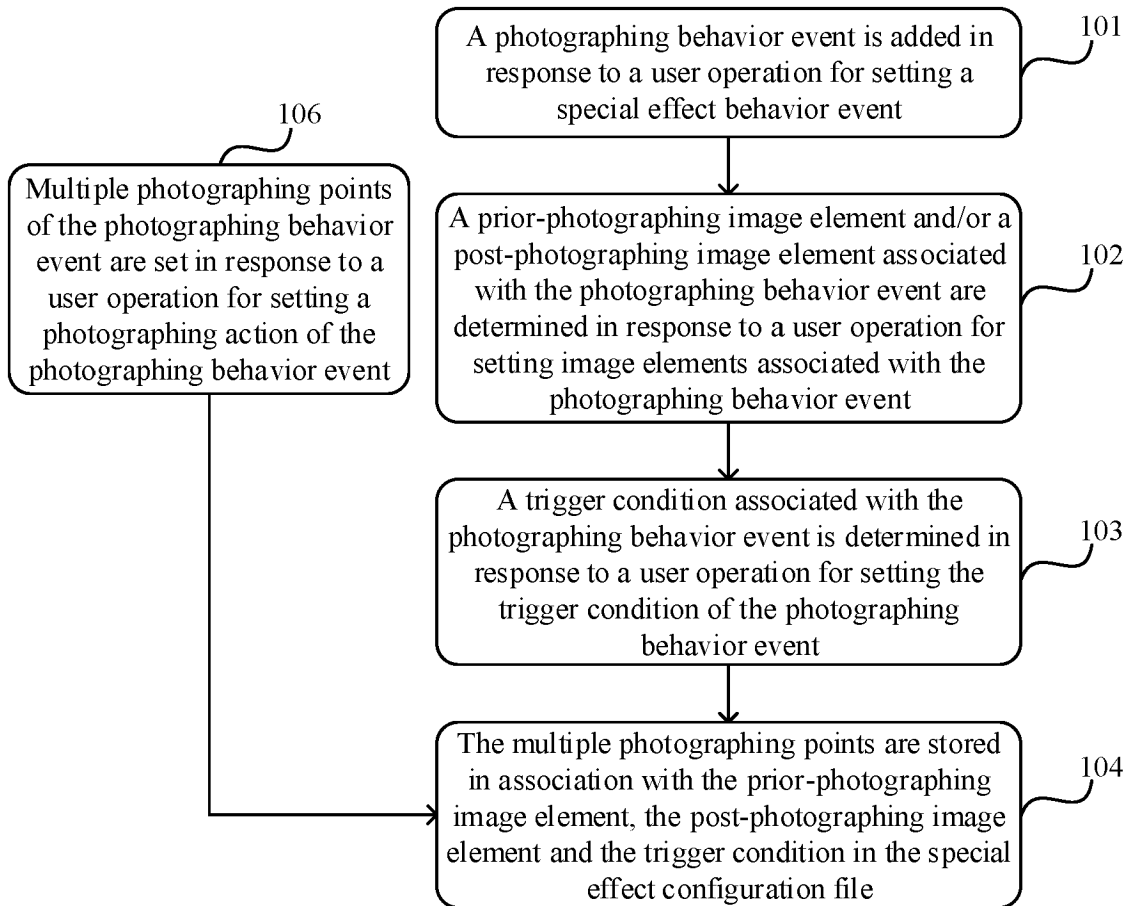 A photographing behavior event is added in
response to a user operation for setting a
special effect behavior event
101
106
Multiple photographing points
of the photographing behavior
event are set in response to a
user operation for setting a
photographing action of the
photographing behavior event
A prior-photographing image element and/or a
post-photographing image element associated
with the photographing behavior event are
determined in response to a user operation for
setting image elements associated with the
photographing behavior event
102
A trigger condition associated with the
photographing behavior event is determined in
response to a user operation for setting the
trigger condition of the photographing
behavior event
103
The multiple photographing points are stored
in association with the prior-photographing
image element, the post-photographing image
element and the trigger condition in the special
effect configuration file
104